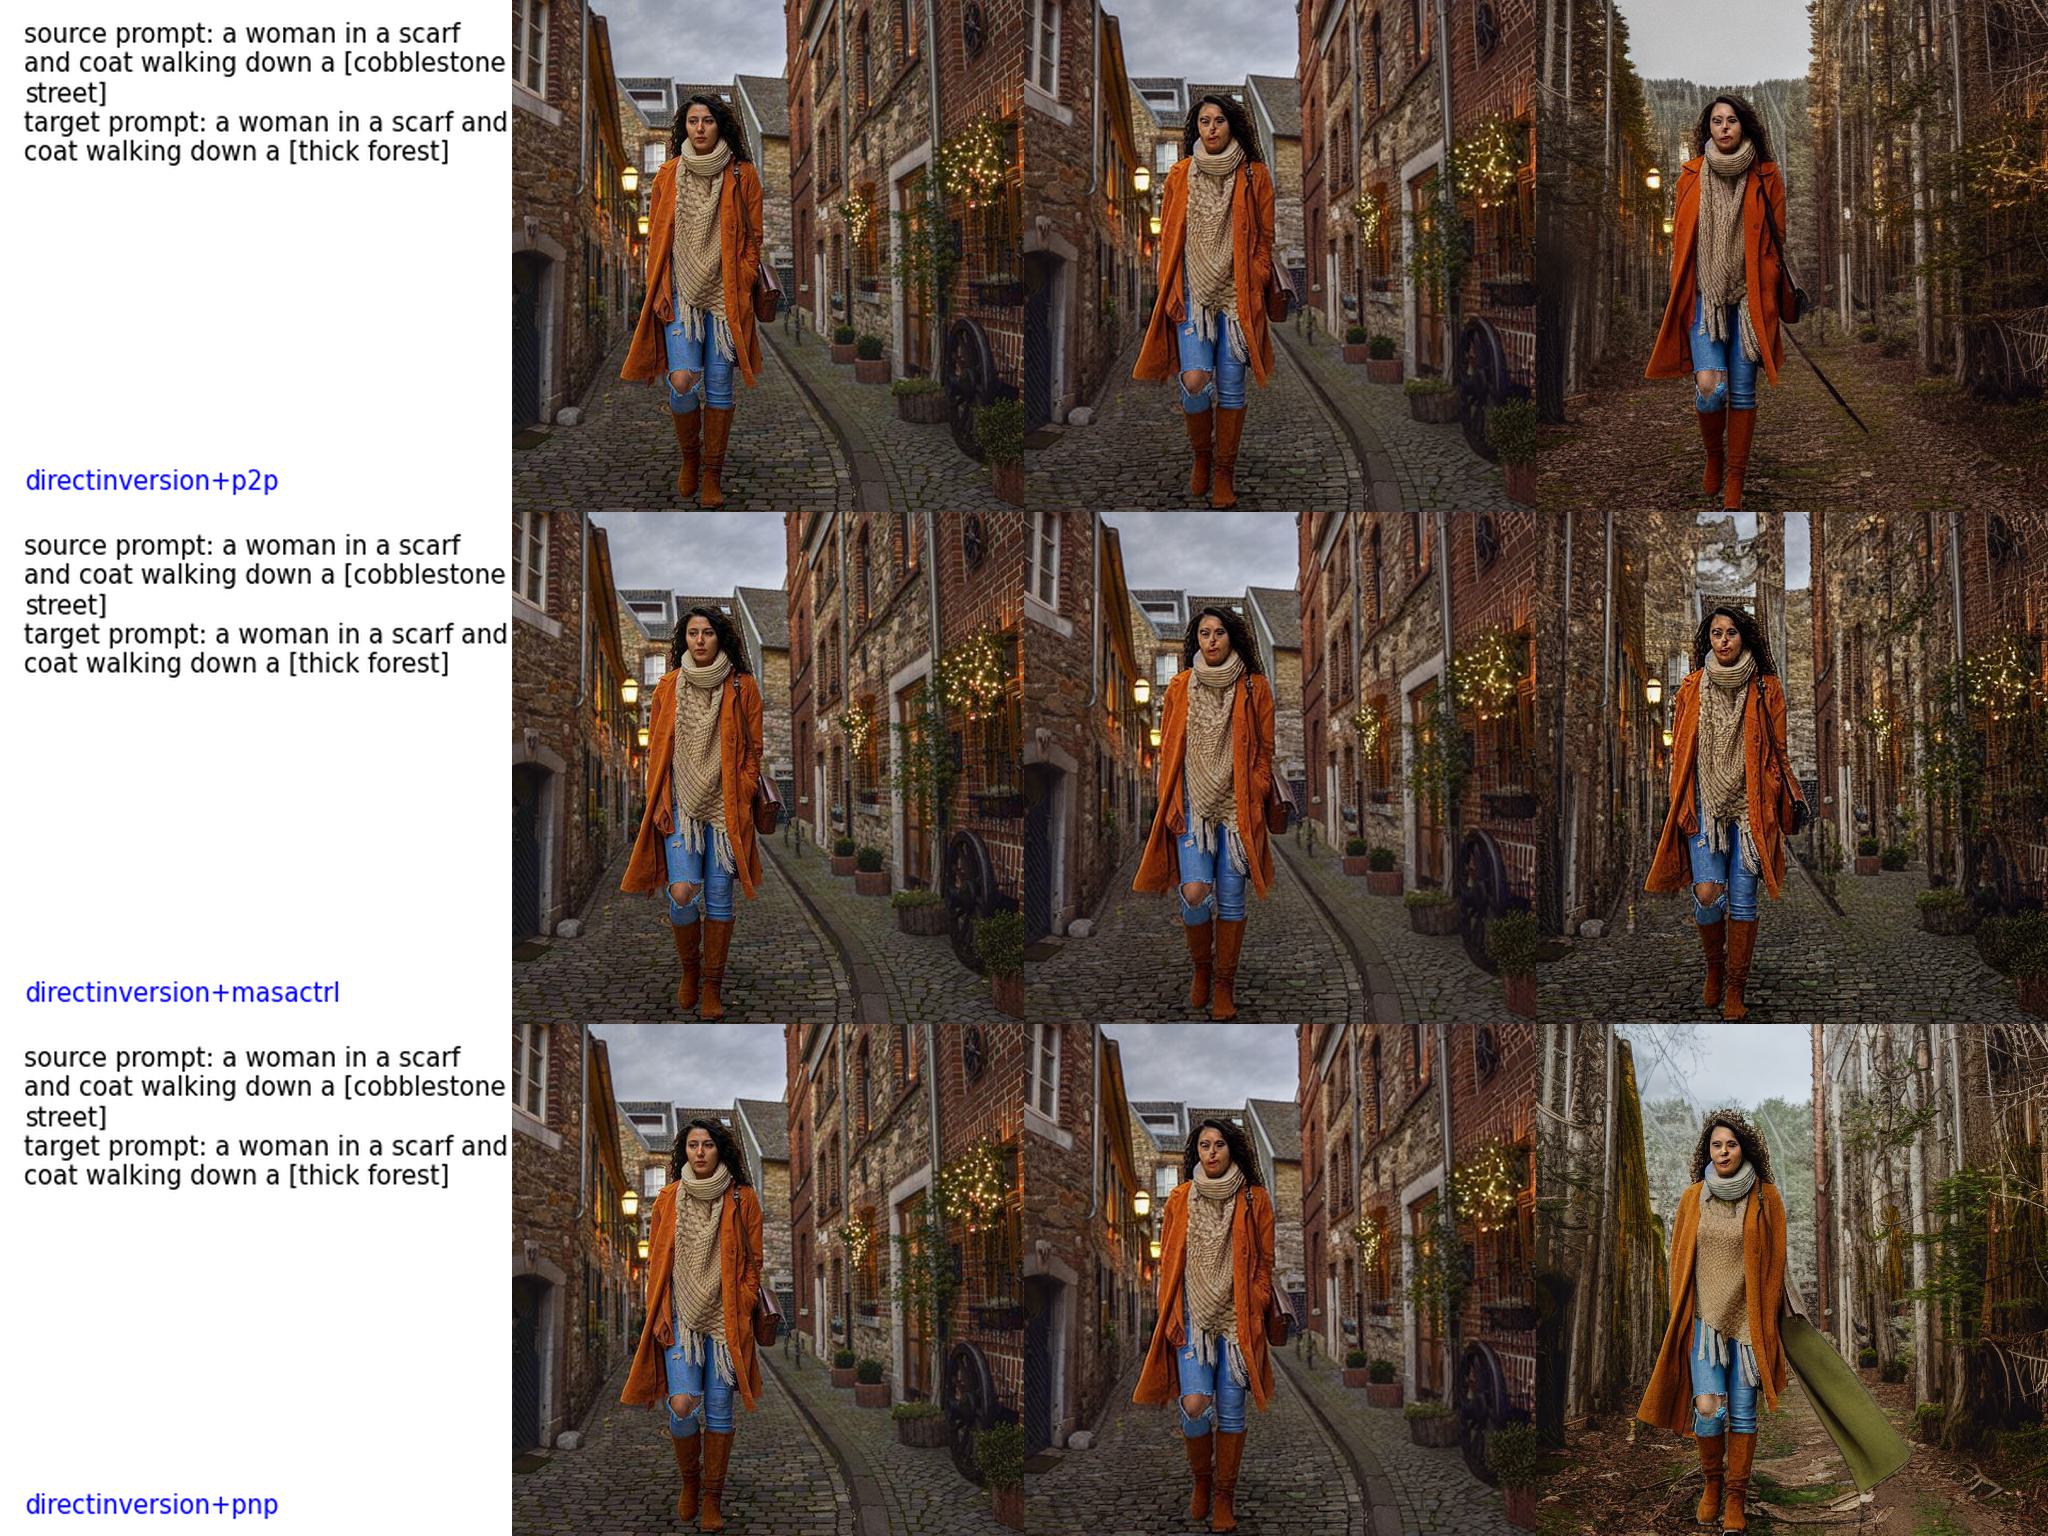 source prompt: a woman in a scarf
and coat walking down a [cobblestone
street]
target prompt: a woman in a scarf and
coat walking down a [thick forest]
directinversion+p2p
source prompt: a woman in a scarf
and coat walking down a [cobblestone
street]
target prompt: a woman in a scarf and
coat walking down a [thick forest]
directinversion+masactrl
source prompt: a woman in a scarf
and coat walking down a [cobblestone
street]
target prompt: a woman in a scarf and
coat walking down a [thick forest]
directinversion+pnp